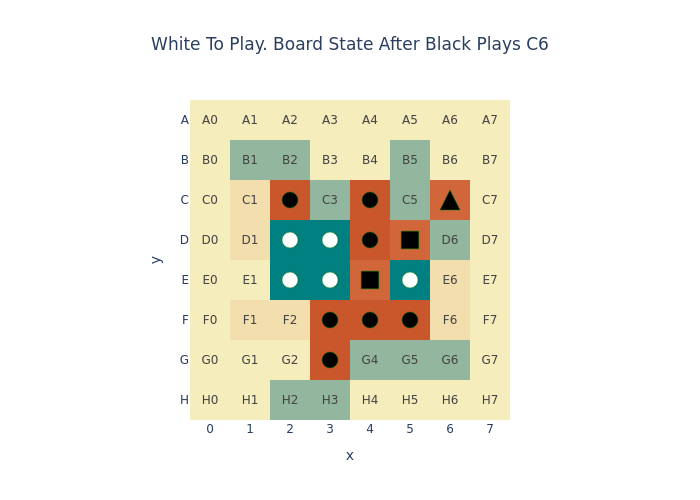 White To Play. Board State After Black Plays C6
A A0 A1 A2 A3 A4 A5 A6 A7
B B0 B1 B2 B3 B4 B5 B6 B7
C C0 C1 C3 C5 C7
D D0 D1 D6 D7
y
E E0 E1 E6 E7
F F0 F1 F2 F6 F7
G G0 G1 G2 G4 G5 G6 G7
H H0 H1 H2 H3 H4 H5 H6 H7
0 1 2 3 4 5 6 7
x